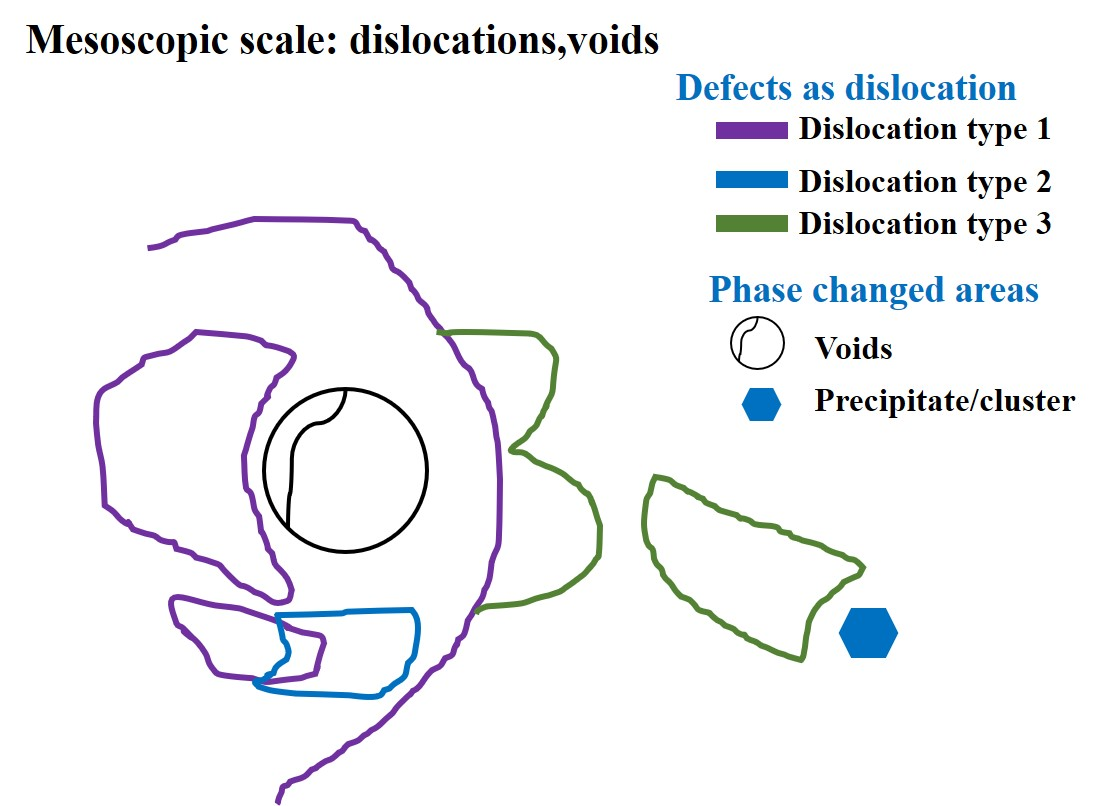 Mesoscopic scale: dislocations,voids
Defects as dislocation
Dislocation type 1
Dislocation type 2
Dislocation type 3
Phase changed areas
Voids
Precipitate/cluster